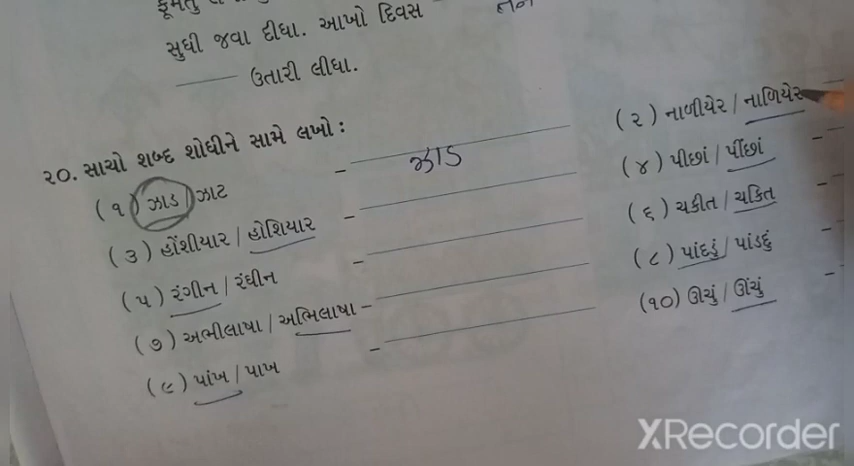 સુધી જવા દીધા. આખો દિવસ
ઉતારી લીધા.
૨૦. સાચો શબ્દ શોધીને સામે લખો :
(૧) ઝાડ / ઝાટ - ઝાડ
(૨) નાળીયેર / નાળિયેર
(૩) હોંશીયાર / હોશિયાર -
(૪) પીછાં / પીંછાં -
(૫) રંગીન / રંધીન -
(૬) ચકીત / ચકિત -
(૭) અભીલાષા / અભિલાષા -
(૮) પાંદડું / પાંડદું -
(૯) પાંખ / પાખ -
(૧૦) ઊચું / ઊંચું -
XRecorder